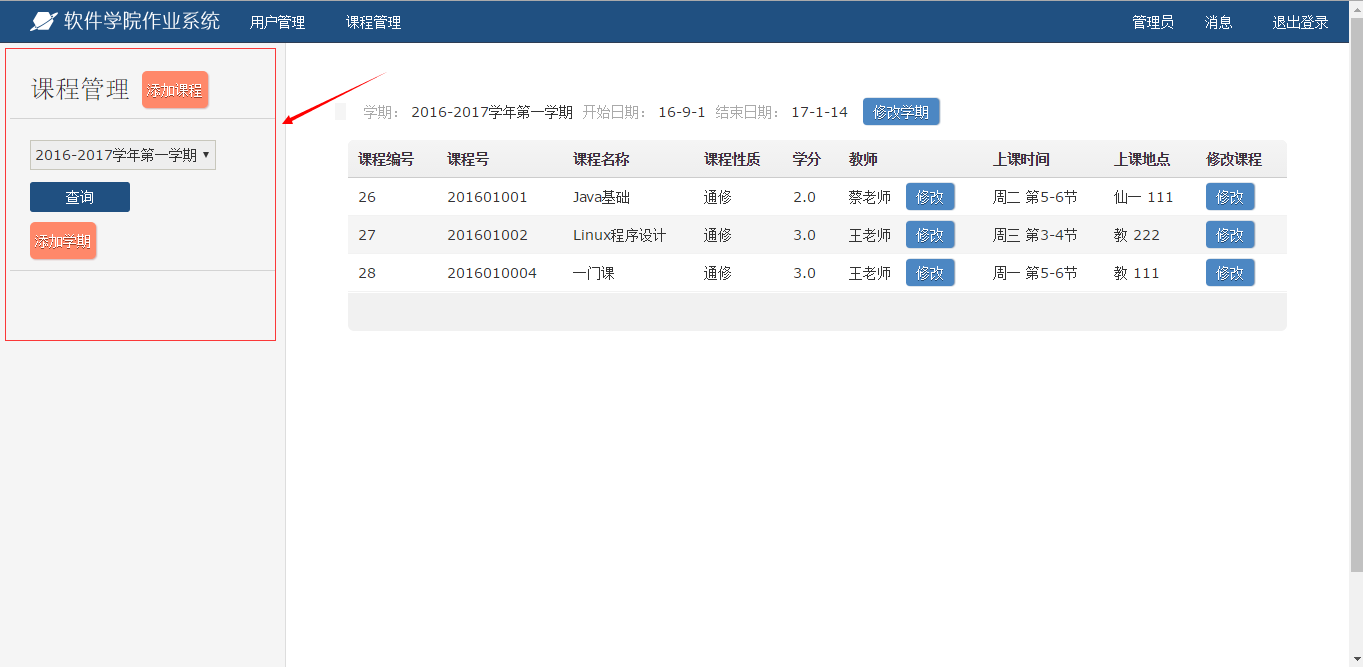 软件学院作业系统 用户管理 课程管理 管理员 消息 退出登录
课程管理 添加课程
2016-2017学年第一学期
查询
添加学期
学期： 2016-2017学年第一学期 开始日期： 16-9-1 结束日期： 17-1-14 修改学期
课程编号 课程号 课程名称 课程性质 学分 教师 上课时间 上课地点 修改课程
26 201601001 Java基础 通修 2.0 蔡老师 修改 周二 第5-6节 仙一 111 修改
27 201601002 Linux程序设计 通修 3.0 王老师 修改 周三 第3-4节 教 222 修改
28 2016010004 一门课 通修 3.0 王老师 修改 周一 第5-6节 教 111 修改